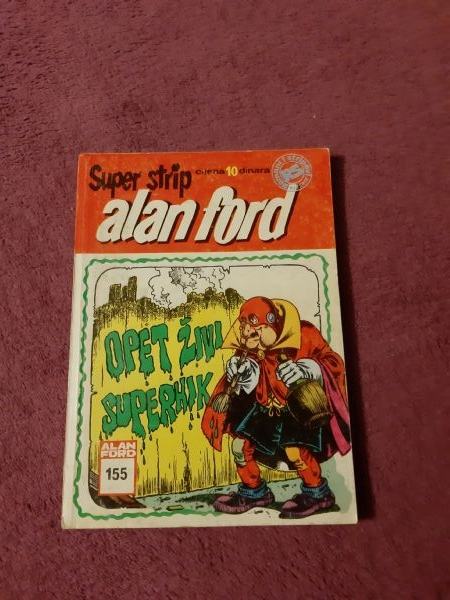 Super strip cijena 10 dinara
alan ford
OPET ŽIVI
SUPERHIK
ALAN
FORD
155